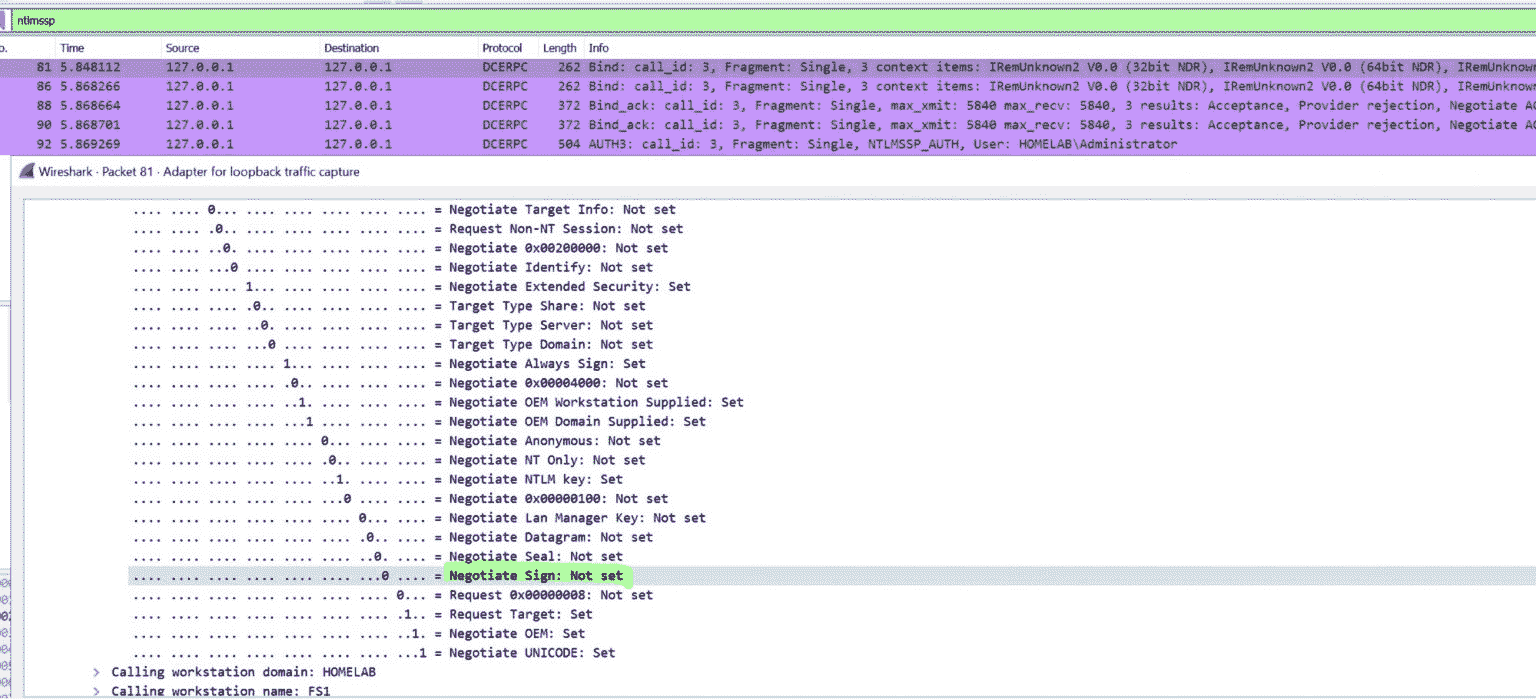 ntlmssp
o. Time Source Destination Protocol Length Info
81 5.848112 127.0.0.1 127.0.0.1 DCERPC 262 Bind: call_id: 3, Fragment: Single, 3 context items: IRemUnknown2 V0.0 (32bit NDR), IRemUnknown2 V0.0 (64bit NDR), IRemUnknown
86 5.868266 127.0.0.1 127.0.0.1 DCERPC 262 Bind: call_id: 3, Fragment: Single, 3 context items: IRemUnknown2 V0.0 (32bit NDR), IRemUnknown2 V0.0 (64bit NDR), IRemUnknown
88 5.868664 127.0.0.1 127.0.0.1 DCERPC 372 Bind_ack: call_id: 3, Fragment: Single, max_xmit: 5840 max_recv: 5840, 3 results: Acceptance, Provider rejection, Negotiate AC
90 5.868701 127.0.0.1 127.0.0.1 DCERPC 372 Bind_ack: call_id: 3, Fragment: Single, max_xmit: 5840 max_recv: 5840, 3 results: Acceptance, Provider rejection, Negotiate AC
92 5.869269 127.0.0.1 127.0.0.1 DCERPC 504 AUTH3: call_id: 3, Fragment: Single, NTLMSSP_AUTH, User: HOMELAB\Administrator
Wireshark · Packet 81 · Adapter for loopback traffic capture
.... .... 0... .... .... .... .... .... = Negotiate Target Info: Not set
.... .... .0.. .... .... .... .... .... = Request Non-NT Session: Not set
.... .... ..0. .... .... .... .... .... = Negotiate 0x00200000: Not set
.... .... ...0 .... .... .... .... .... = Negotiate Identify: Not set
.... .... .... 1... .... .... .... .... = Negotiate Extended Security: Set
.... .... .... .0.. .... .... .... .... = Target Type Share: Not set
.... .... .... ..0. .... .... .... .... = Target Type Server: Not set
.... .... .... ...0 .... .... .... .... = Target Type Domain: Not set
.... .... .... .... 1... .... .... .... = Negotiate Always Sign: Set
.... .... .... .... .0.. .... .... .... = Negotiate 0x00004000: Not set
.... .... .... .... ..1. .... .... .... = Negotiate OEM Workstation Supplied: Set
.... .... .... .... ...1 .... .... .... = Negotiate OEM Domain Supplied: Set
.... .... .... .... .... 0... .... .... = Negotiate Anonymous: Not set
.... .... .... .... .... .0.. .... .... = Negotiate NT Only: Not set
.... .... .... .... .... ..1. .... .... = Negotiate NTLM key: Set
.... .... .... .... .... ...0 .... .... = Negotiate 0x00000100: Not set
.... .... .... .... .... .... 0... .... = Negotiate Lan Manager Key: Not set
.... .... .... .... .... .... .0.. .... = Negotiate Datagram: Not set
.... .... .... .... .... .... ..0. .... = Negotiate Seal: Not set
.... .... .... .... .... .... ...0 .... = Negotiate Sign: Not set
.... .... .... .... .... .... .... 0... = Request 0x00000008: Not set
.... .... .... .... .... .... .... .1.. = Request Target: Set
.... .... .... .... .... .... .... ..1. = Negotiate OEM: Set
.... .... .... .... .... .... .... ...1 = Negotiate UNICODE: Set
> Calling workstation domain: HOMELAB
> Calling workstation name: FS1